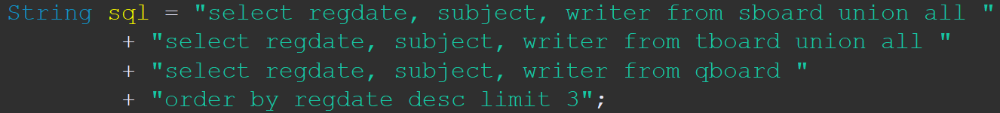 String sql = "select regdate, subject, writer from sboard union all "
+ "select regdate, subject, writer from tboard union all "
+ "select regdate, subject, writer from qboard "
+ "order by regdate desc limit 3";